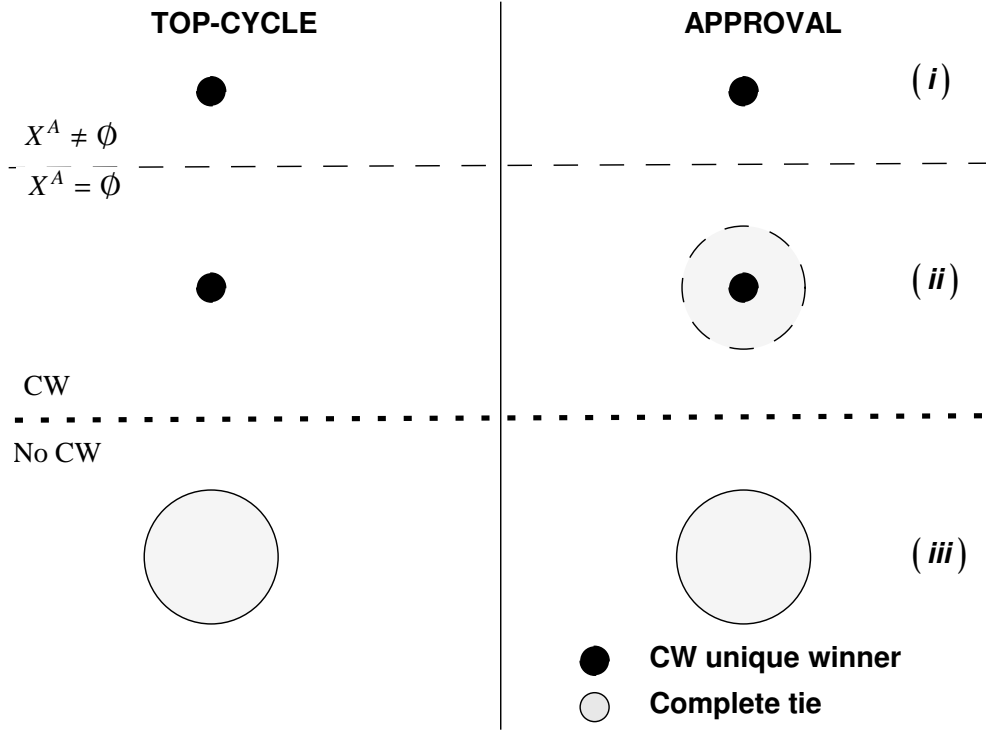 TOP-CYCLE
APPROVAL
(i)
X^A ≠ ∅
X^A = ∅
(ii)
CW
No CW
(iii)
CW unique winner
Complete tie